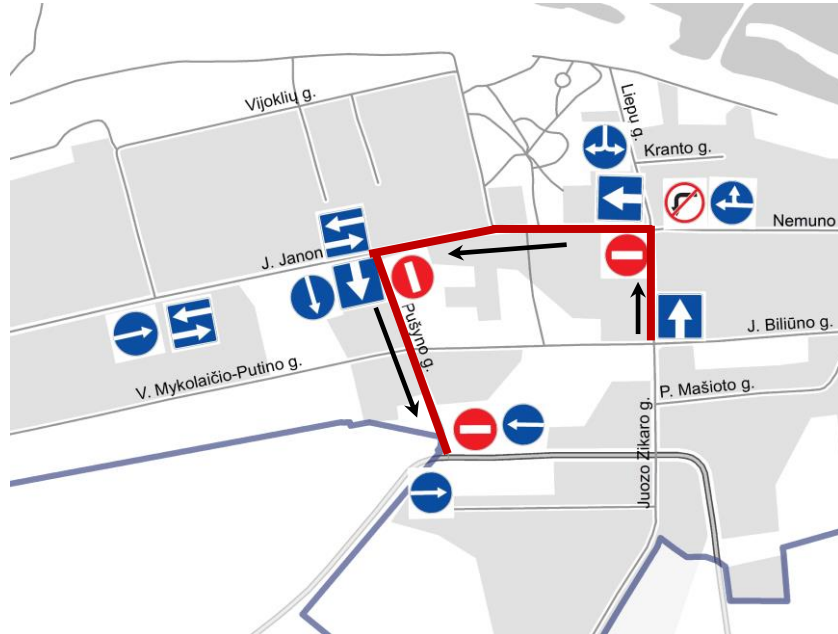 Vijoklių g.
Liepų g.
Kranto g.
Nemuno
J. Janon
Pušyno g.
J. Biliūno g.
V. Mykolaičio-Putino g.
P. Mašioto g.
Juozo Zikaro g.